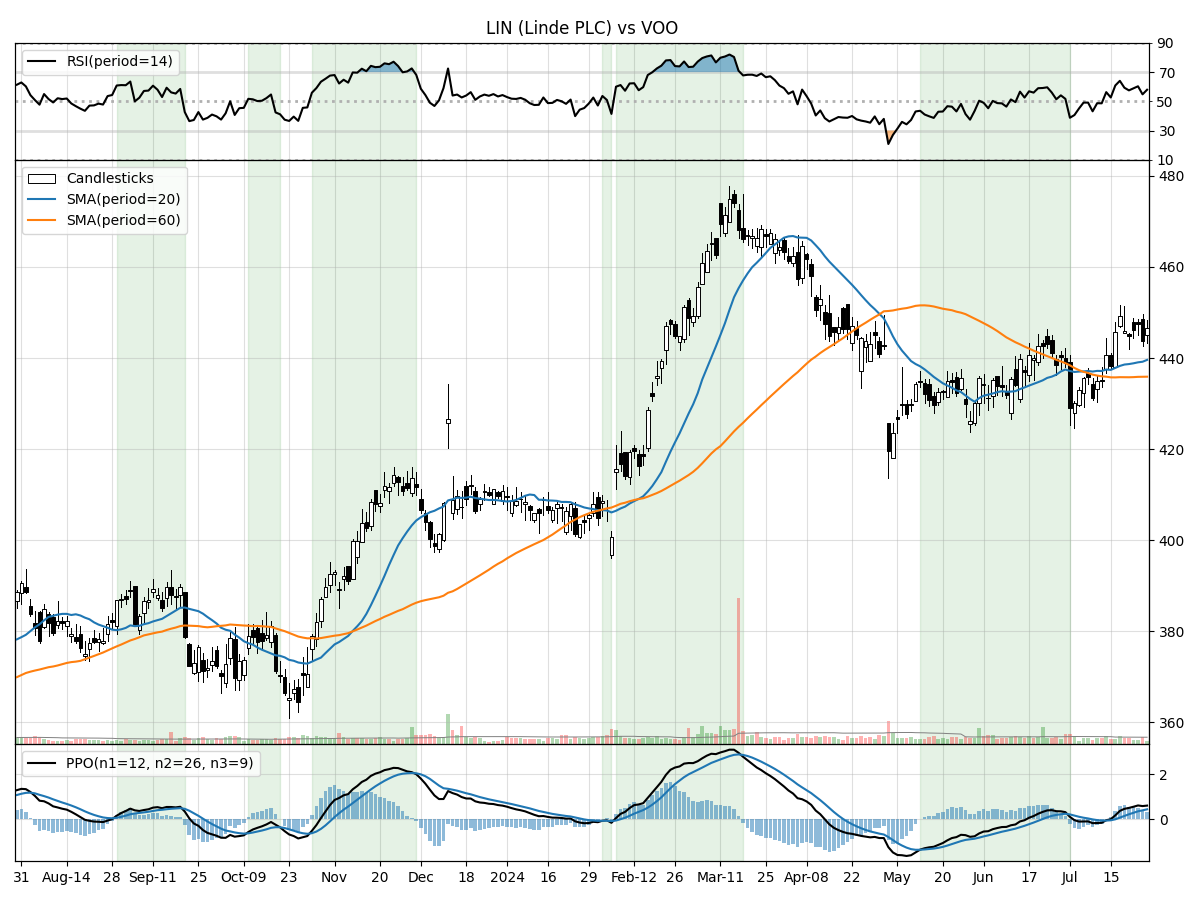 LIN (Linde PLC) vs VOO
RSI(period=14)
90
70
50
30
10
Candlesticks
SMA(period=20)
SMA(period=60)
480
460
440
420
400
380
360
PPO(n1=12, n2=26, n3=9)
2
0
31 Aug-14 28 Sep-11 25 Oct-09 23 Nov 20 Dec 18 2024 16 29 Feb-12 26 Mar-11 25 Apr-08 22 May 20 Jun 17 Jul 15